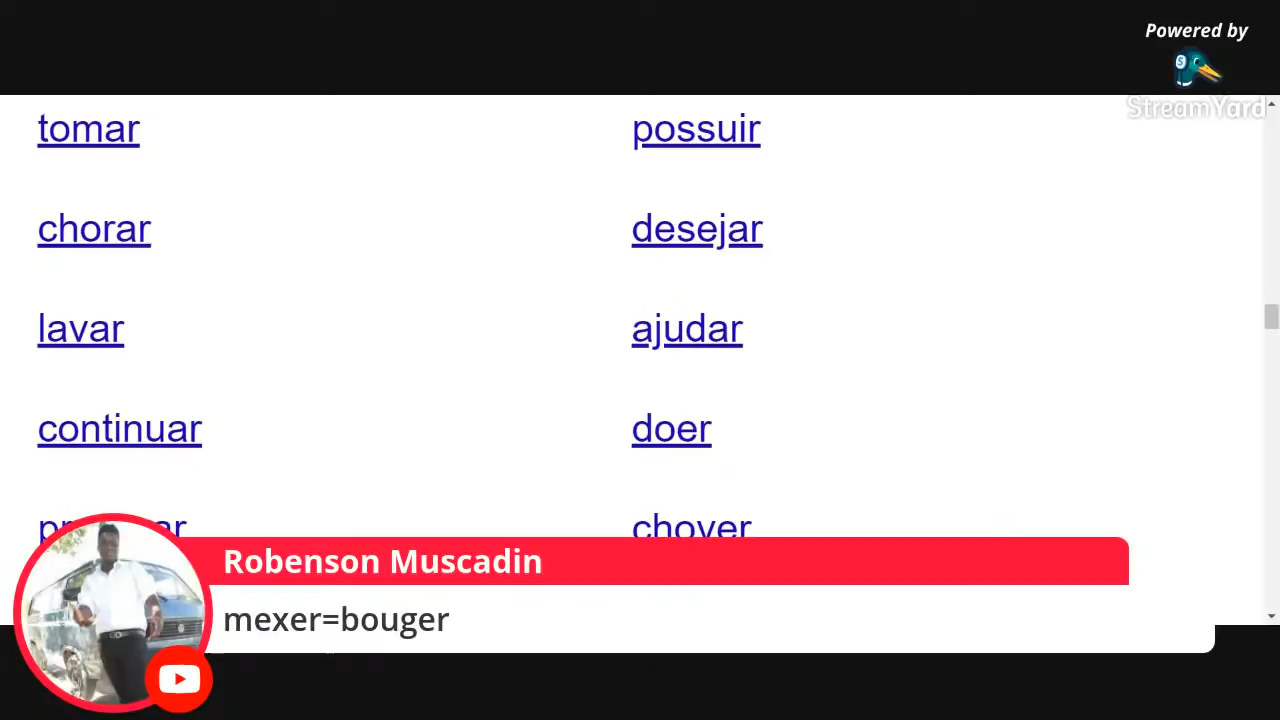 Powered by
StreamYard
tomar
possuir
chorar
desejar
lavar
ajudar
continuar
doer
chover
Robenson Muscadin
mexer=bouger